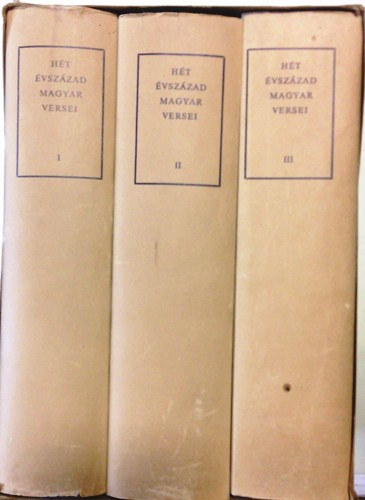 HÉT
ÉVSZÁZAD
MAGYAR
VERSEI
I
HÉT
ÉVSZÁZAD
MAGYAR
VERSEI
II
HÉT
ÉVSZÁZAD
MAGYAR
VERSEI
III